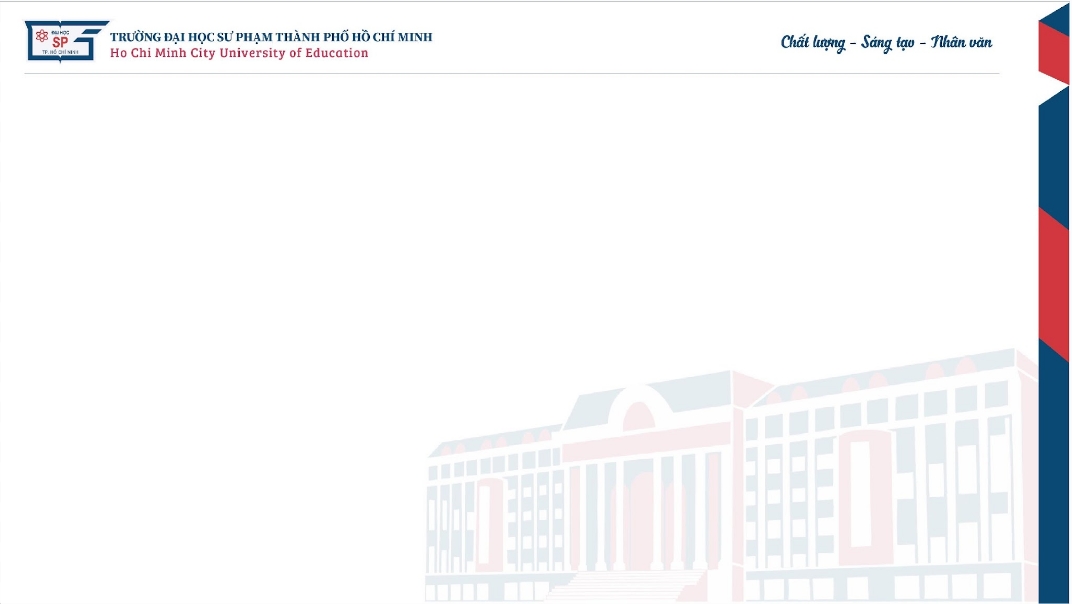 ĐẠI HỌC
SP
TP. HỒ CHÍ MINH
TRƯỜNG ĐẠI HỌC SƯ PHẠM THÀNH PHỐ HỒ CHÍ MINH
Ho Chi Minh City University of Education
Chất lượng – Sáng tạo – Nhân văn